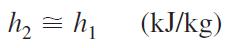 h₂ ≅ h₁ (kJ/kg)